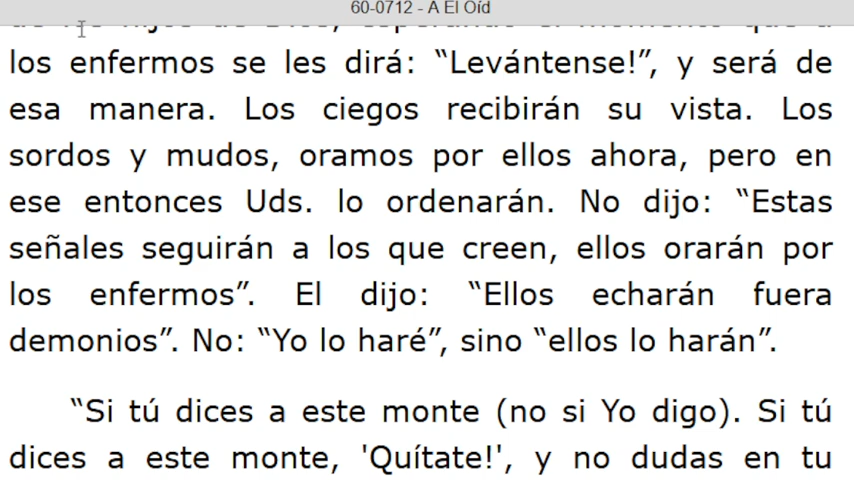 60-0712 - A El Oíd
los enfermos se les dirá: “Levántense!”, y será de
esa manera. Los ciegos recibirán su vista. Los
sordos y mudos, oramos por ellos ahora, pero en
ese entonces Uds. lo ordenarán. No dijo: “Estas
señales seguirán a los que creen, ellos orarán por
los enfermos”. El dijo: “Ellos echarán fuera
demonios”. No: “Yo lo haré”, sino “ellos lo harán”.
“Si tú dices a este monte (no si Yo digo). Si tú
dices a este monte, 'Quítate!', y no dudas en tu